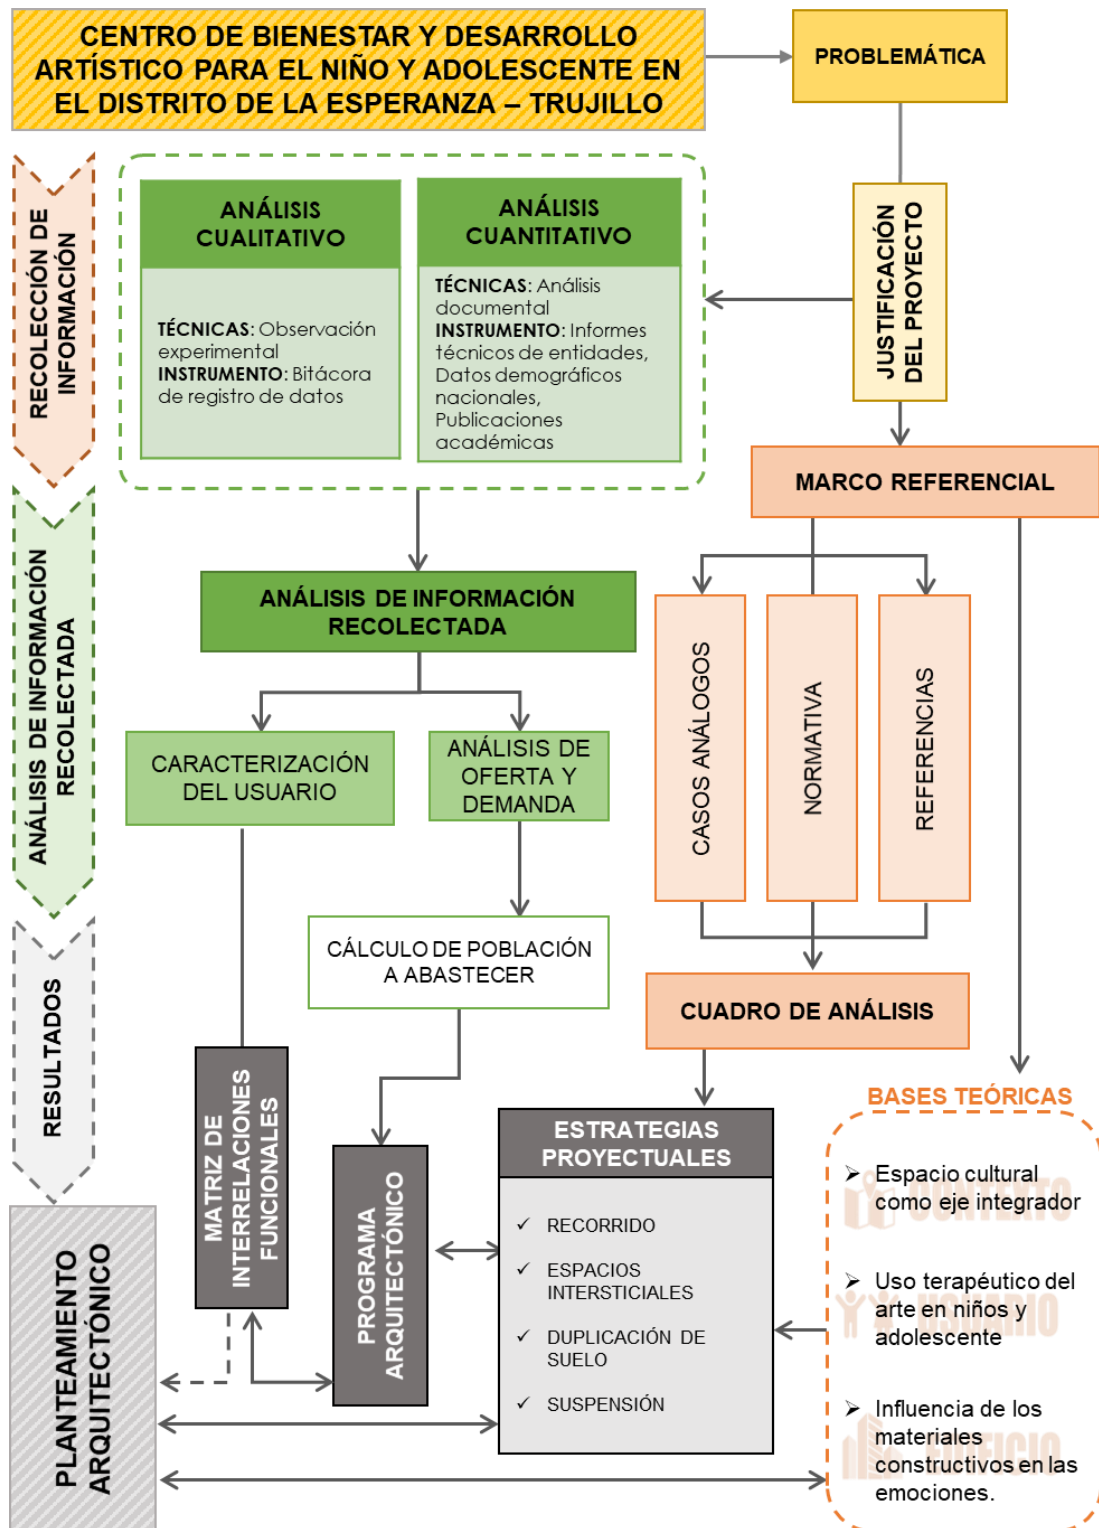 CENTRO DE BIENESTAR Y DESARROLLO
ARTÍSTICO PARA EL NIÑO Y ADOLESCENTE EN
EL DISTRITO DE LA ESPERANZA – TRUJILLO
PROBLEMÁTICA
RECOLECCIÓN DE
INFORMACIÓN
ANÁLISIS
CUALITATIVO
TÉCNICAS: Observación
experimental
INSTRUMENTO: Bitácora
de registro de datos
ANÁLISIS
CUANTITATIVO
TÉCNICAS: Análisis
documental
INSTRUMENTO: Informes
técnicos de entidades,
Datos demográficos
nacionales,
Publicaciones
académicas
JUSTIFICACIÓN
DEL PROYECTO
MARCO REFERENCIAL
ANÁLISIS DE INFORMACIÓN
RECOLECTADA
ANÁLISIS DE INFORMACIÓN
RECOLECTADA
CARACTERIZACIÓN
DEL USUARIO
ANÁLISIS DE
OFERTA Y
DEMANDA
CASOS ANÁLOGOS
NORMATIVA
REFERENCIAS
CÁLCULO DE POBLACIÓN
A ABASTECER
CUADRO DE ANÁLISIS
RESULTADOS
MATRIZ DE
INTERRELACIONES
FUNCIONALES
PROGRAMA
ARQUITECTÓNICO
ESTRATEGIAS
PROYECTUALES
✓ RECORRIDO
✓ ESPACIOS
INTERSTICIALES
✓ DUPLICACIÓN DE
SUELO
✓ SUSPENSIÓN
BASES TEÓRICAS
➢ Espacio cultural
como eje integrador
CONTEXTO
➢ Uso terapéutico del
arte en niños y
adolescente
USUARIO
➢ Influencia de los
materiales
constructivos en las
emociones.
EDIFICIO
PLANTEAMIENTO
ARQUITECTÓNICO